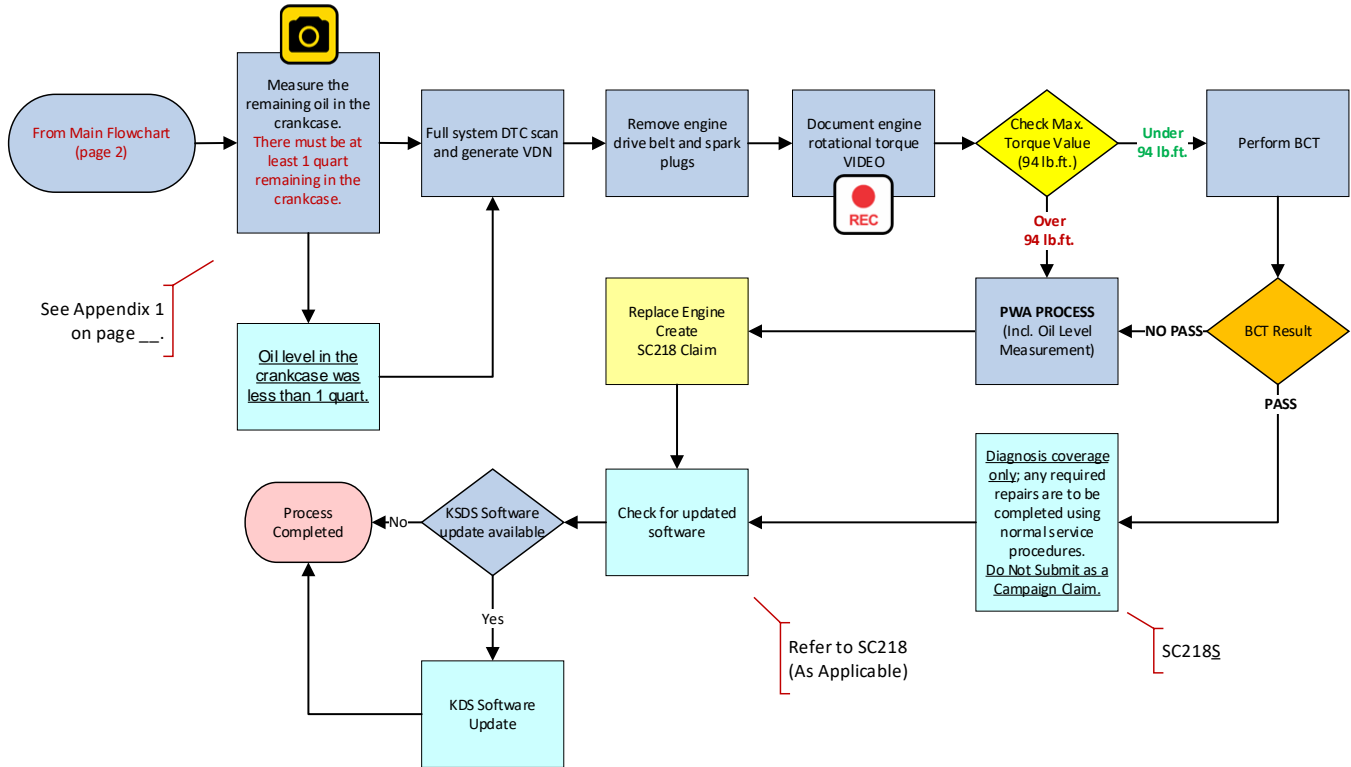 From Main Flowchart
(page 2)
Measure the
remaining oil in the
crankcase.
There must be at
least 1 quart
remaining in the
crankcase.
Full system DTC scan
and generate VDN
Remove engine
drive belt and spark
plugs
Document engine
rotational torque
VIDEO
REC
Check Max.
Torque Value
(94 lb.ft.)
Under
94 lb.ft.
Perform BCT
Over
94 lb.ft.
See Appendix 1
on page __.
Oil level in the
crankcase was
less than 1 quart.
Replace Engine
Create
SC218 Claim
PWA PROCESS
(Incl. Oil Level
Measurement)
NO PASS
BCT Result
PASS
Process
Completed
No
KSDS Software
update available
Check for updated
software
Diagnosis coverage
only; any required
repairs are to be
completed using
normal service
procedures.
Do Not Submit as a
Campaign Claim.
Yes
KDS Software
Update
Refer to SC218
(As Applicable)
SC218S